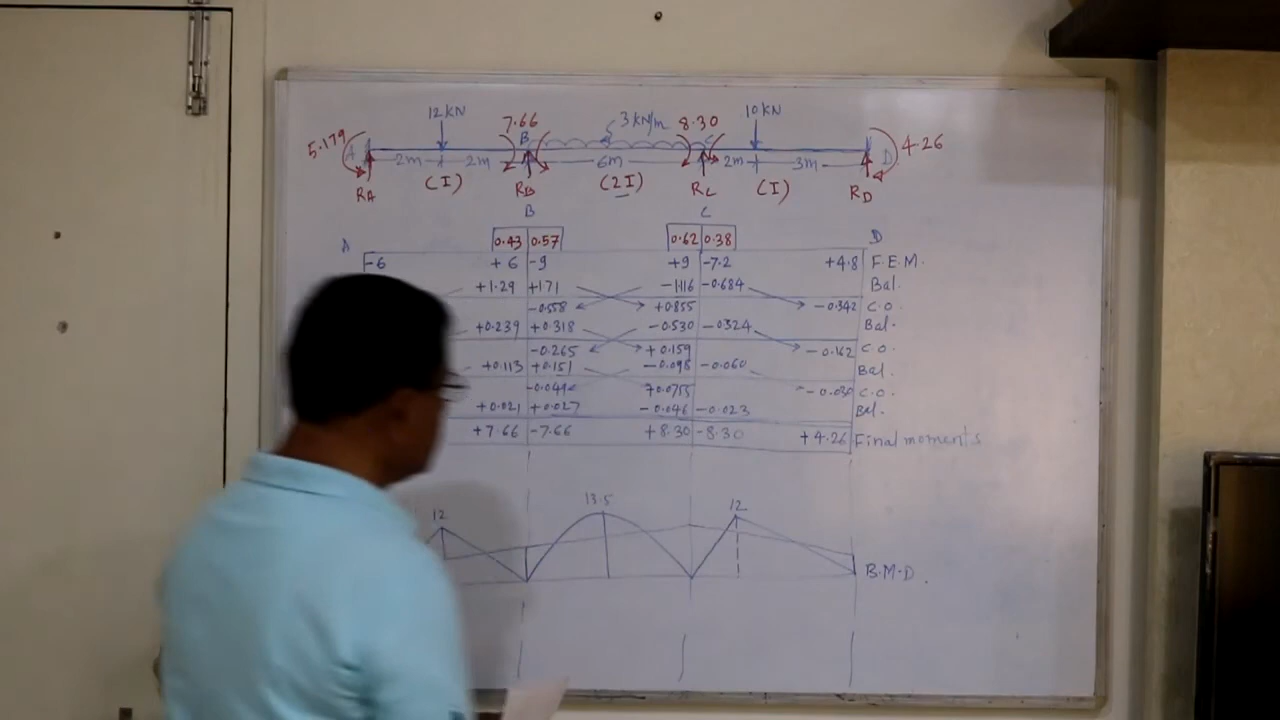 12 kN 3 kN/m 10 kN
5.179 7.66 8.30 4.26
A B C D
2m 2m 6m 2m 3m
RA (I) RB (2I) RC (I) RD
B C
0.43 0.57 0.62 0.38
A D
-6 +6 -9 +9 -7.2 +4.8 F.E.M.
+1.29 +1.71 -1.116 -0.684 Bal.
-0.558 +0.855 -0.342 C.O.
+0.239 +0.318 -0.530 -0.324 Bal.
-0.265 +0.159 -0.162 C.O.
+0.113 +0.151 -0.098 -0.060 Bal.
C.O.
+0.021 +0.027 -0.046 -0.023 Bal.
+7.66 -7.66 +8.30 -8.30 +4.26 Final moments
12 13.5 12
B.M.D.